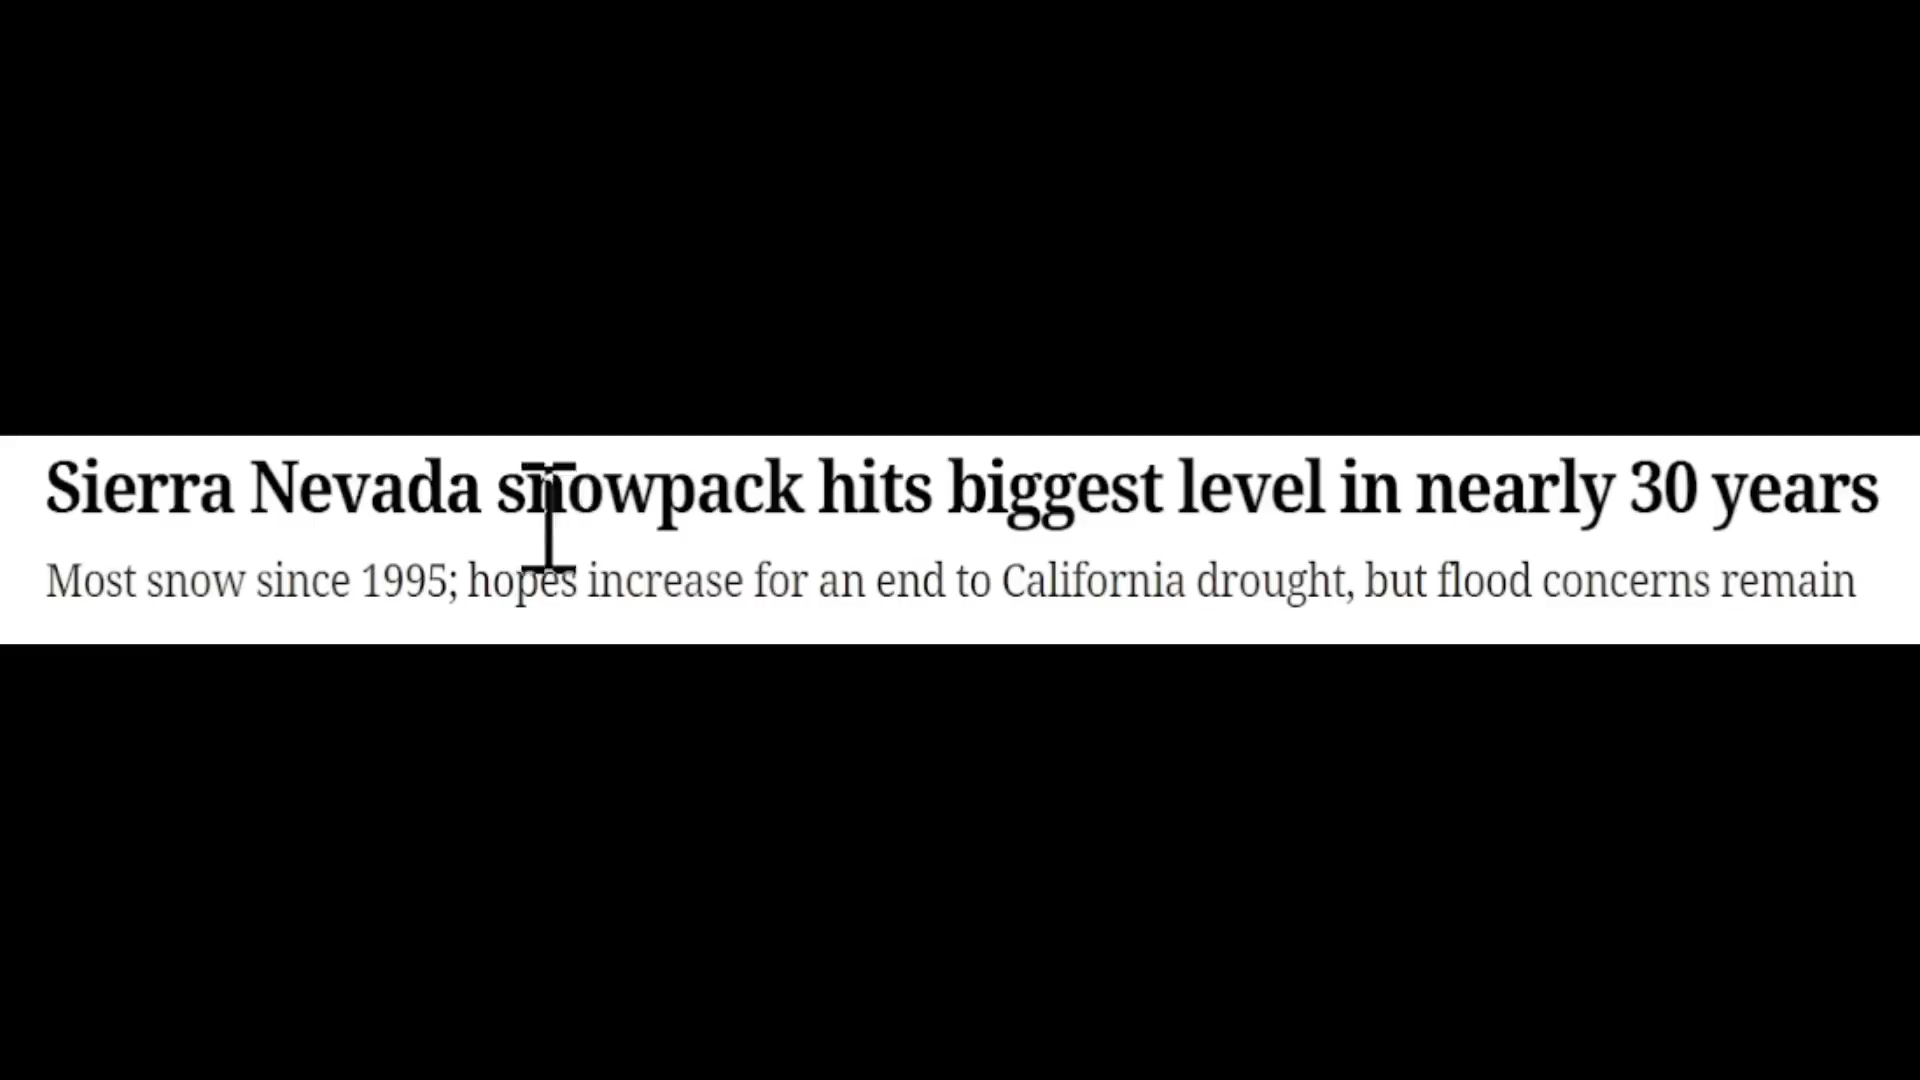 Sierra Nevada snowpack hits biggest level in nearly 30 years
Most snow since 1995; hopes increase for an end to California drought, but flood concerns remain